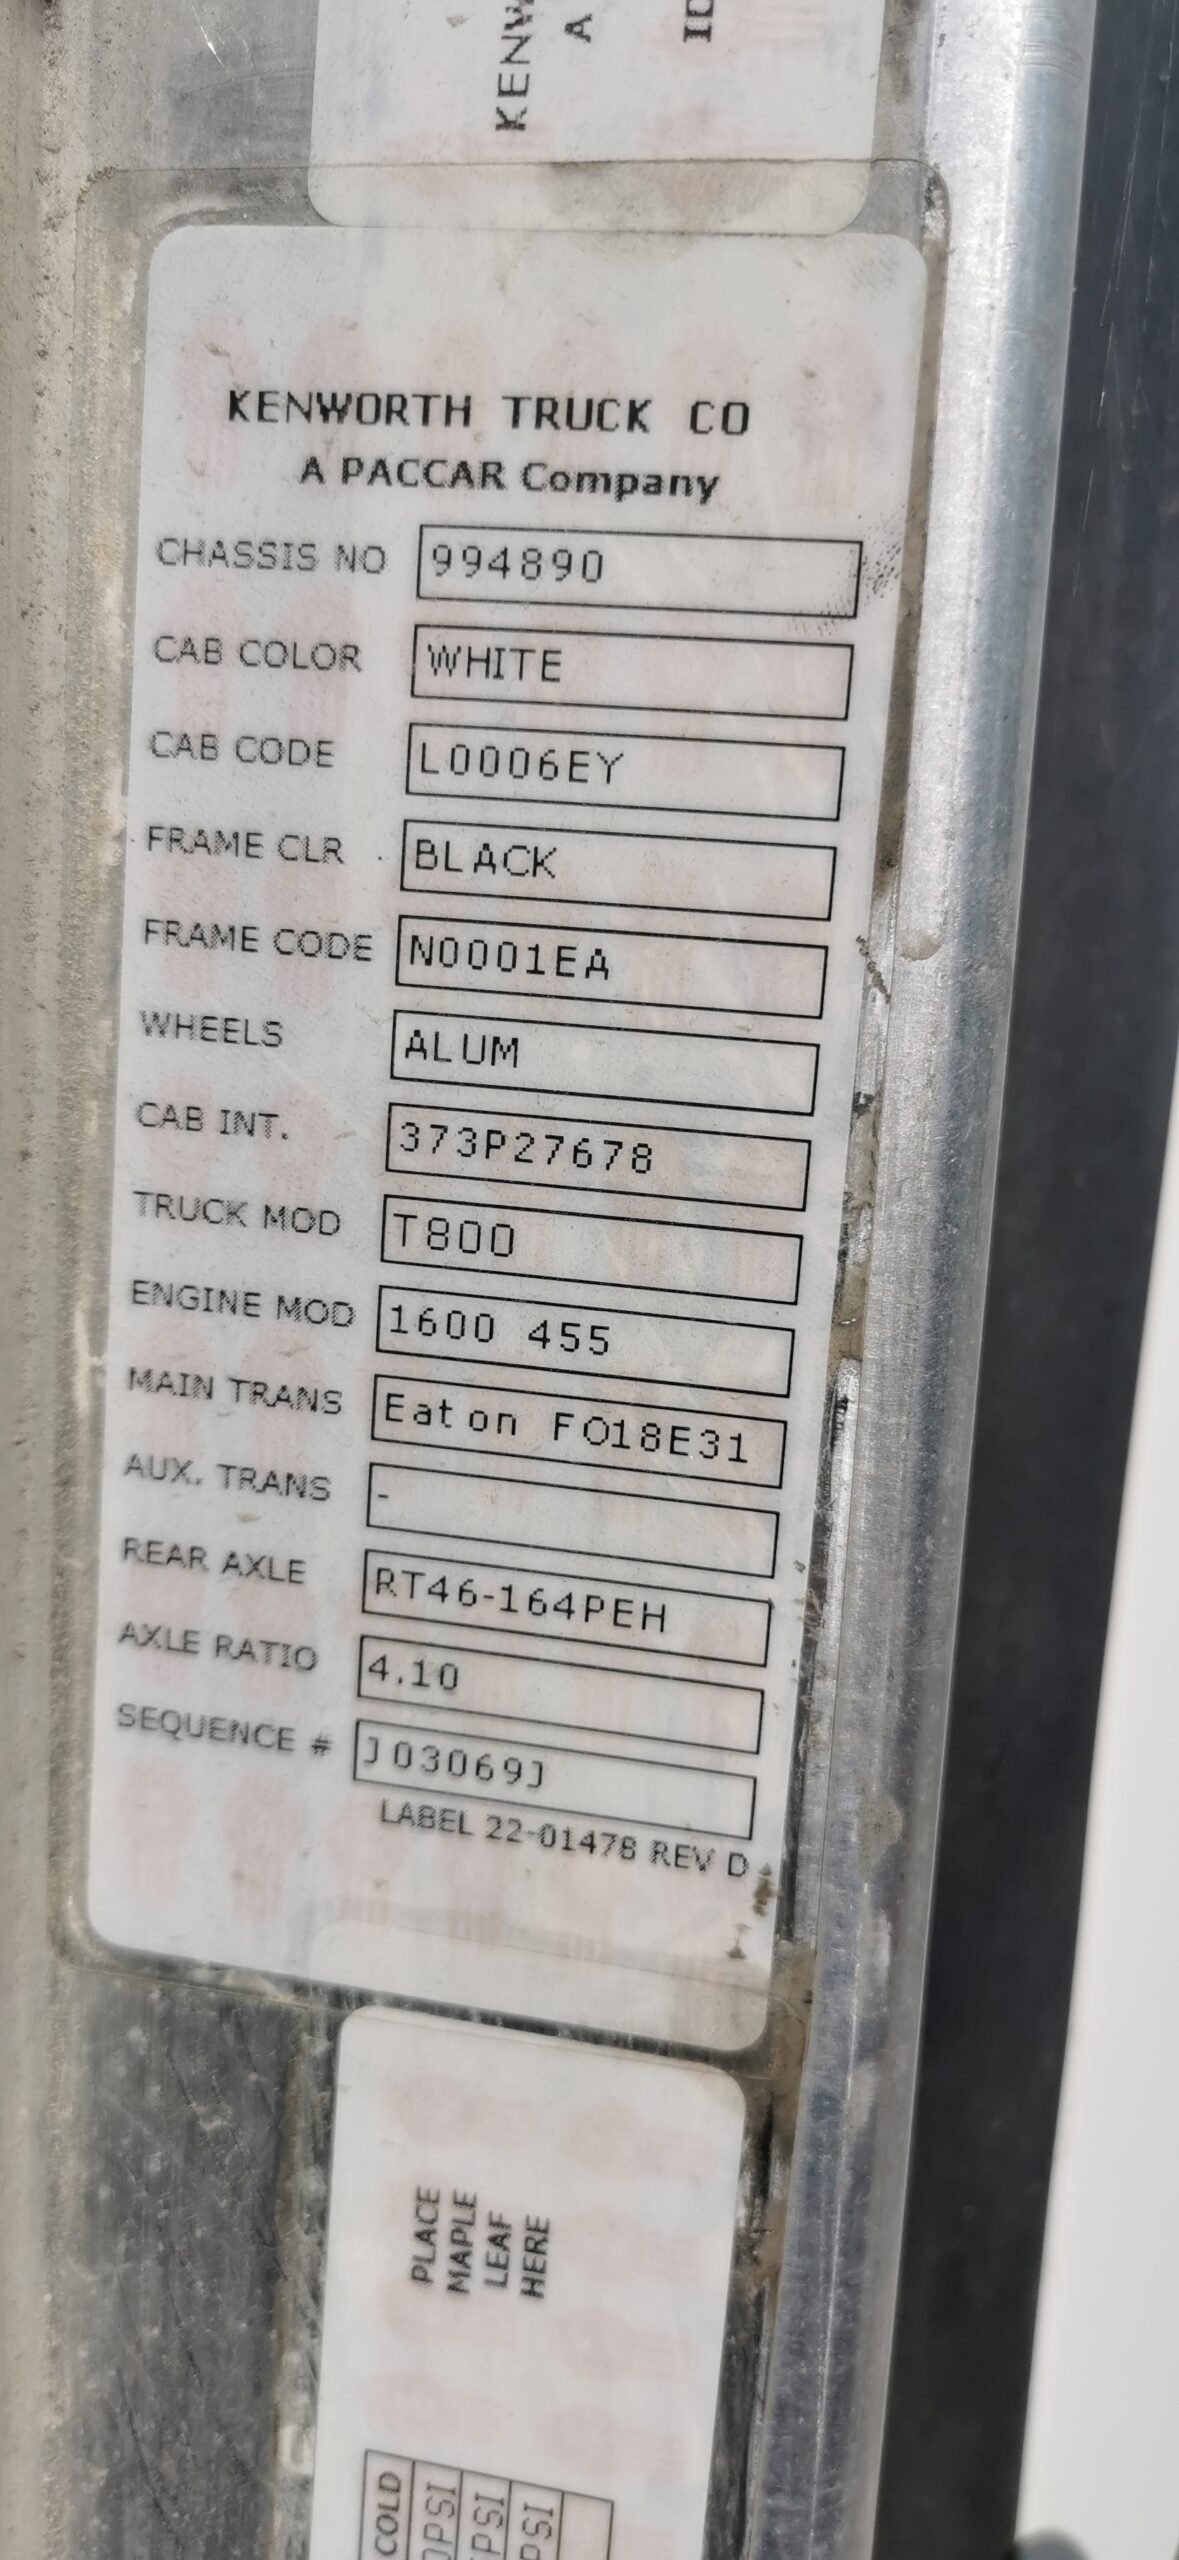 KENW
A
ID
KENWORTH TRUCK CO
A PACCAR Company
CHASSIS NO 994890
CAB COLOR WHITE
CAB CODE L0006EY
FRAME CLR BLACK
FRAME CODE N0001EA
WHEELS ALUM
CAB INT. 373P27678
TRUCK MOD T800
ENGINE MOD 1600 455
MAIN TRANS Eaton FO18E31
AUX. TRANS -
REAR AXLE RT46-164PEH
AXLE RATIO 4.10
SEQUENCE # J03069J
LABEL 22-01478 REV D
PLACE
MAPLE
LEAF
HERE
COLD
PSI
PSI
PSI